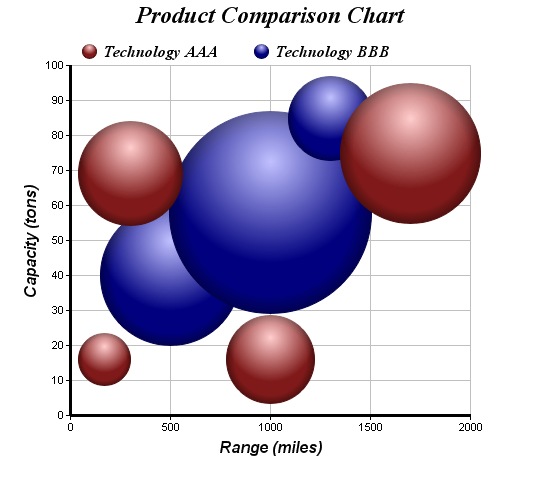 Product Comparison Chart
Technology AAA Technology BBB
100
90
80
70
60
50
40
30
20
10
0
Capacity (tons)
0 500 1000 1500 2000
Range (miles)